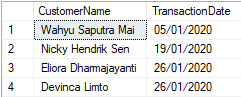 CustomerName TransactionDate
1 Wahyu Saputra Mai 05/01/2020
2 Nicky Hendrik Sen 19/01/2020
3 Eliora Dharmajayanti 26/01/2020
4 Devinca Limto 26/01/2020